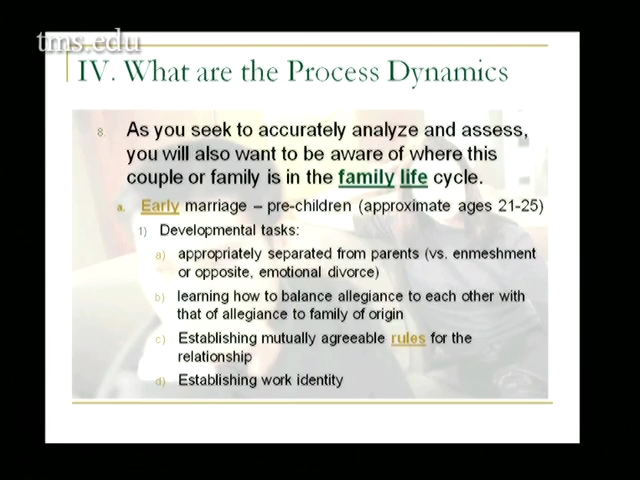 tms.edu
IV. What are the Process Dynamics
8. As you seek to accurately analyze and assess,
you will also want to be aware of where this
couple or family is in the family life cycle.
a. Early marriage – pre-children (approximate ages 21-25)
1) Developmental tasks:
a) appropriately separated from parents (vs. enmeshment
or opposite, emotional divorce)
b) learning how to balance allegiance to each other with
that of allegiance to family of origin
c) Establishing mutually agreeable rules for the
relationship
d) Establishing work identity